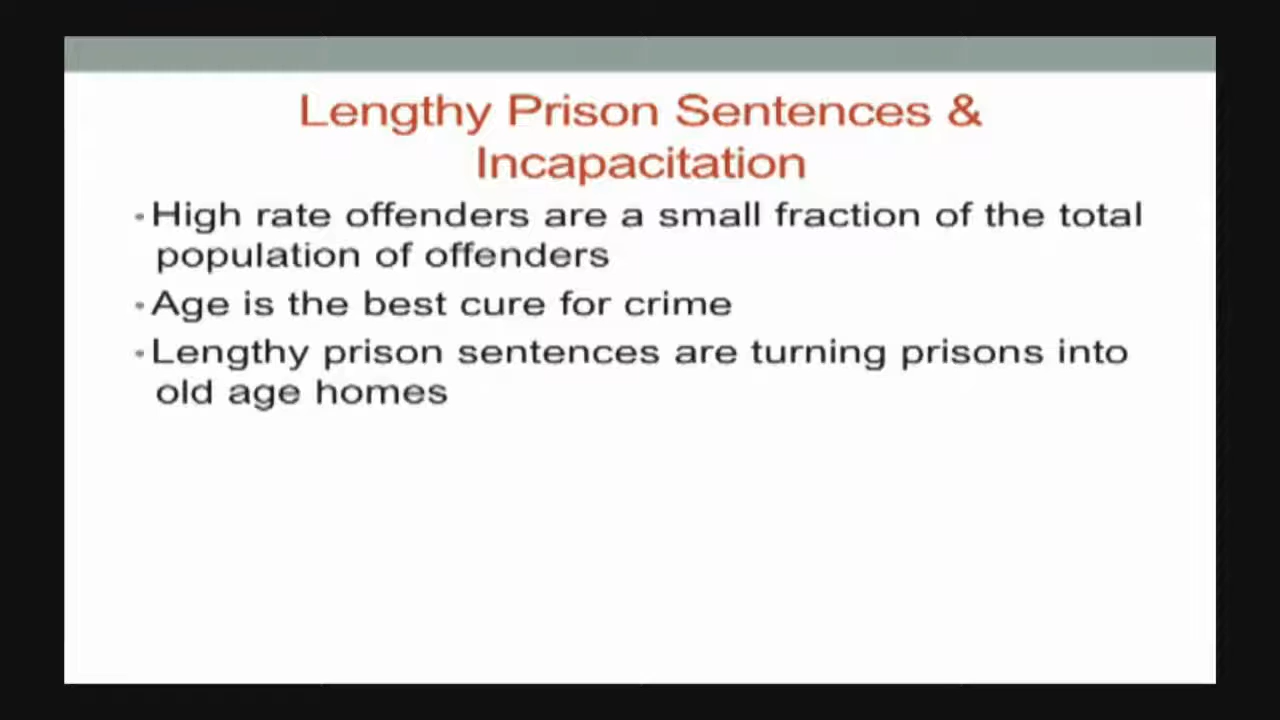 Lengthy Prison Sentences &
Incapacitation
• High rate offenders are a small fraction of the total
population of offenders
• Age is the best cure for crime
• Lengthy prison sentences are turning prisons into
old age homes